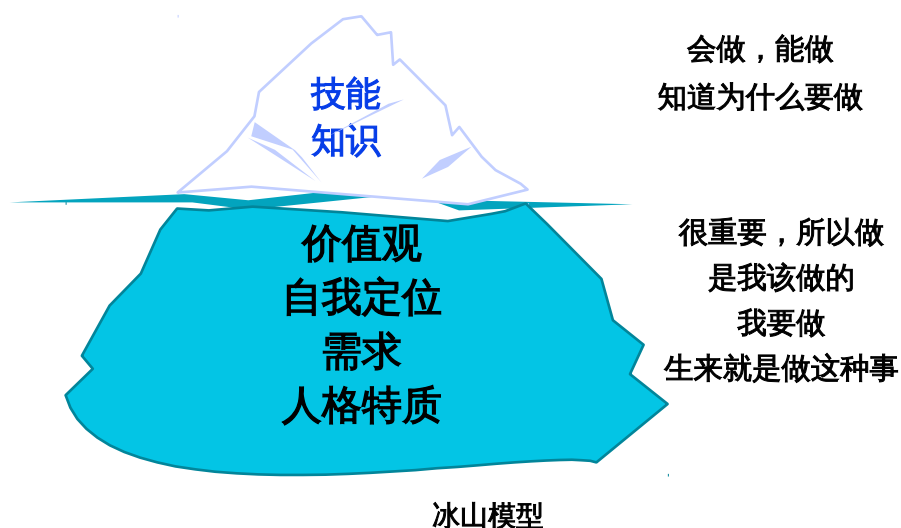 技能
知识
会做，能做
知道为什么要做
价值观
自我定位
需求
人格特质
很重要，所以做
是我该做的
我要做
生来就是做这种事
冰山模型